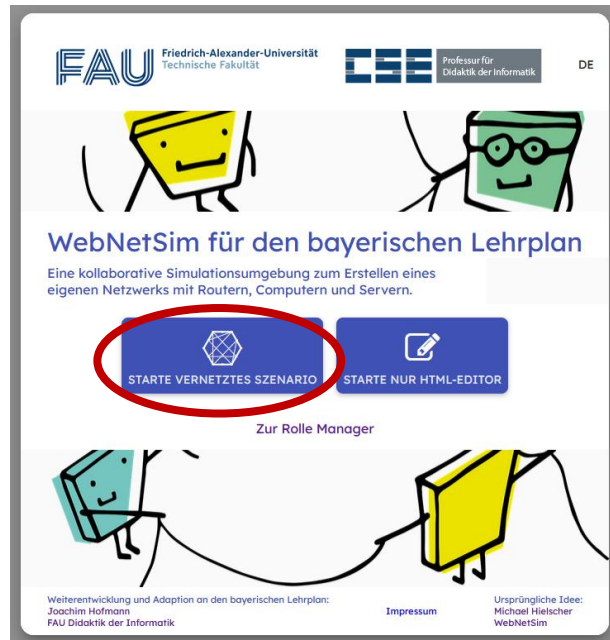 FAU Friedrich-Alexander-Universität
Technische Fakultät
CSE
Professur für
Didaktik der Informatik
DE
WebNetSim für den bayerischen Lehrplan
Eine kollaborative Simulationsumgebung zum Erstellen eines
eigenen Netzwerks mit Routern, Computern und Servern.
STARTE VERNETZTES SZENARIO
STARTE NUR HTML-EDITOR
Zur Rolle Manager
Weiterentwicklung und Adaption an den bayerischen Lehrplan:
Joachim Hofmann
FAU Didaktik der Informatik
Impressum
Ursprüngliche Idee:
Michael Hielscher
WebNetSim